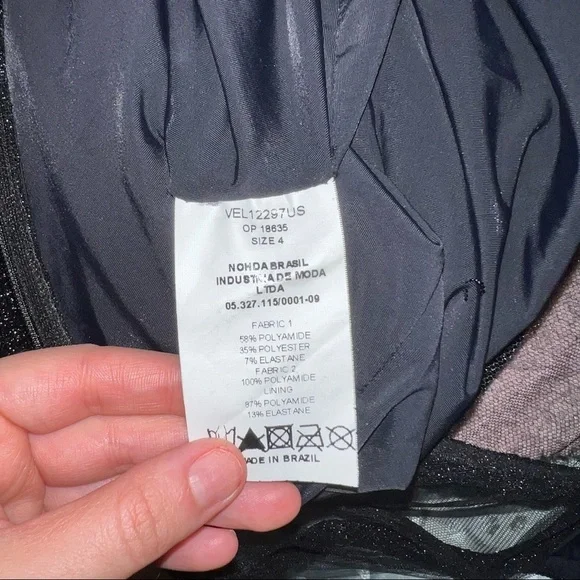 VEL12297US
OP 18635
SIZE 4
NOHDA BRASIL
INDUSTRIA DE MODA
LTDA
05.327.115/0001-09
FABRIC 1
58% POLYAMIDE
35% POLYESTER
7% ELASTANE
FABRIC 2
100% POLYAMIDE
LINING
87% POLYAMIDE
13% ELASTANE
MADE IN BRAZIL